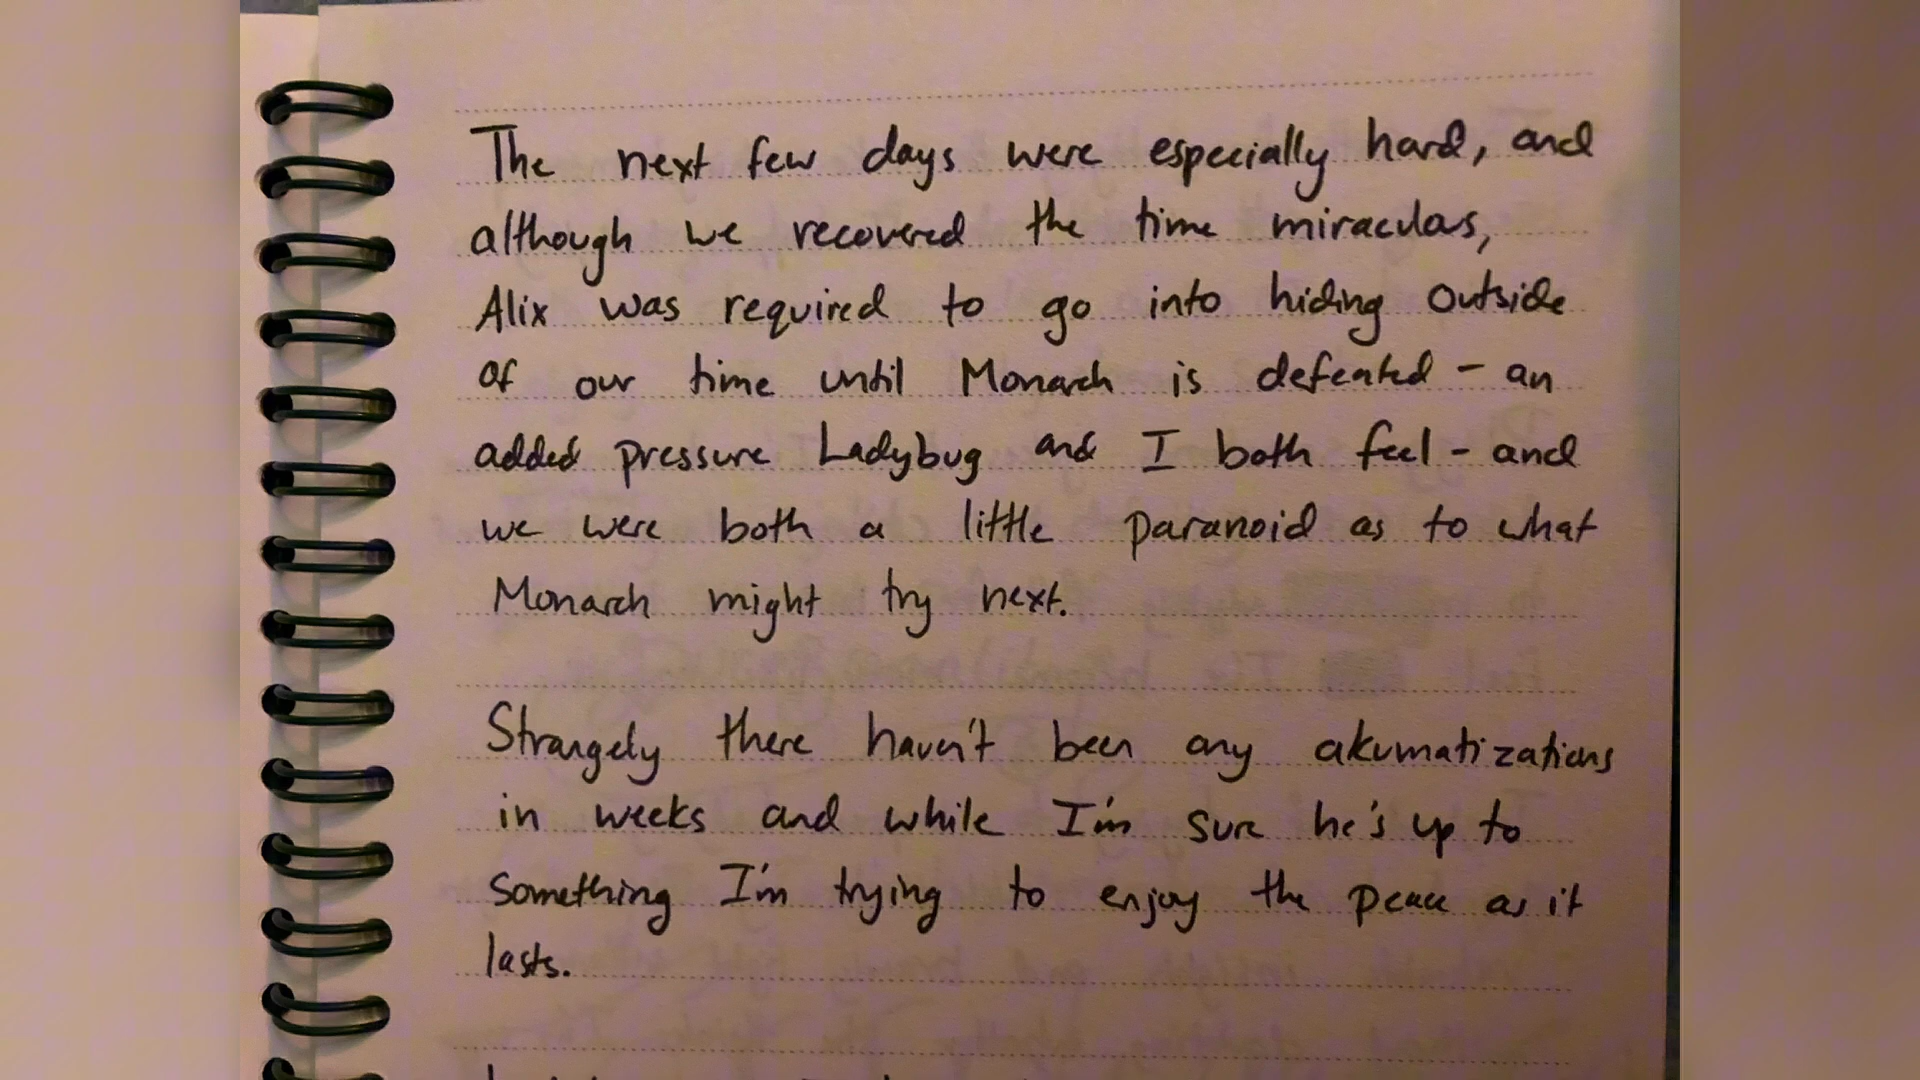 The next few days were especially hard, and
although we recovered the time miraculous,
Alix was required to go into hiding outside
of our time until Monarch is defeated - an
added pressure Ladybug and I both feel - and
we were both a little paranoid as to what
Monarch might try next.
Strangely there haven't been any akumatizations
in weeks and while I'm sure he's up to
something I'm trying to enjoy the peace as it
lasts.